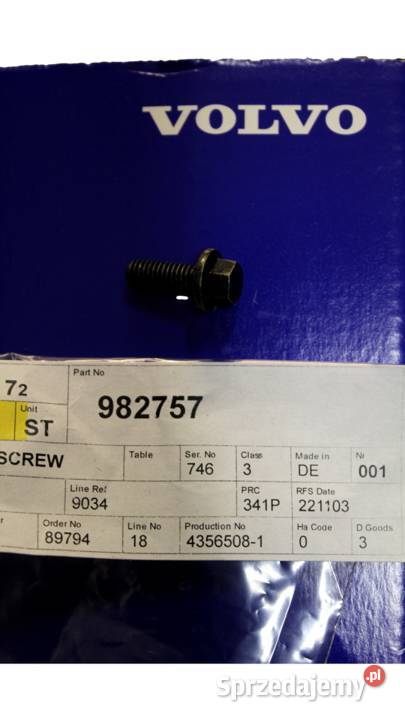 VOLVO
72
Part No
982757
Unit
ST
SCREW
Table
Ser. No
746
Class
3
Made in
DE
Nr
001
Line Ref
9034
PRC
341P
RFS Date
221103
Order No
89794
Line No
18
Production No
4356508-1
Ha Code
0
D Goods
3
Sprzedajemy.pl